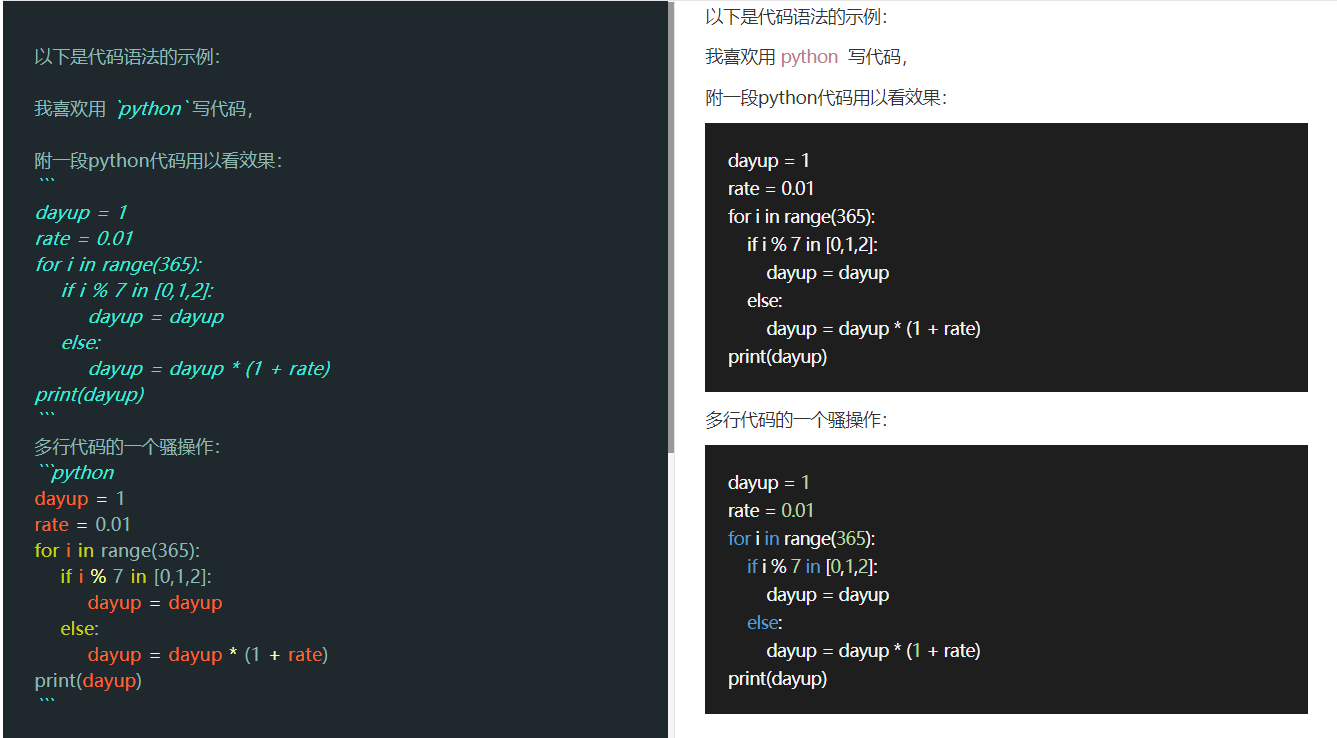 以下是代码语法的示例：
我喜欢用 `python` 写代码，
附一段python代码用以看效果：
```
dayup = 1
rate = 0.01
for i in range(365):
    if i % 7 in [0,1,2]:
        dayup = dayup
    else:
        dayup = dayup * (1 + rate)
print(dayup)
```
多行代码的一个骚操作：
```python
dayup = 1
rate = 0.01
for i in range(365):
    if i % 7 in [0,1,2]:
        dayup = dayup
    else:
        dayup = dayup * (1 + rate)
print(dayup)
```
以下是代码语法的示例：
我喜欢用 python 写代码，
附一段python代码用以看效果：
dayup = 1
rate = 0.01
for i in range(365):
    if i % 7 in [0,1,2]:
        dayup = dayup
    else:
        dayup = dayup * (1 + rate)
print(dayup)
多行代码的一个骚操作：
dayup = 1
rate = 0.01
for i in range(365):
    if i % 7 in [0,1,2]:
        dayup = dayup
    else:
        dayup = dayup * (1 + rate)
print(dayup)